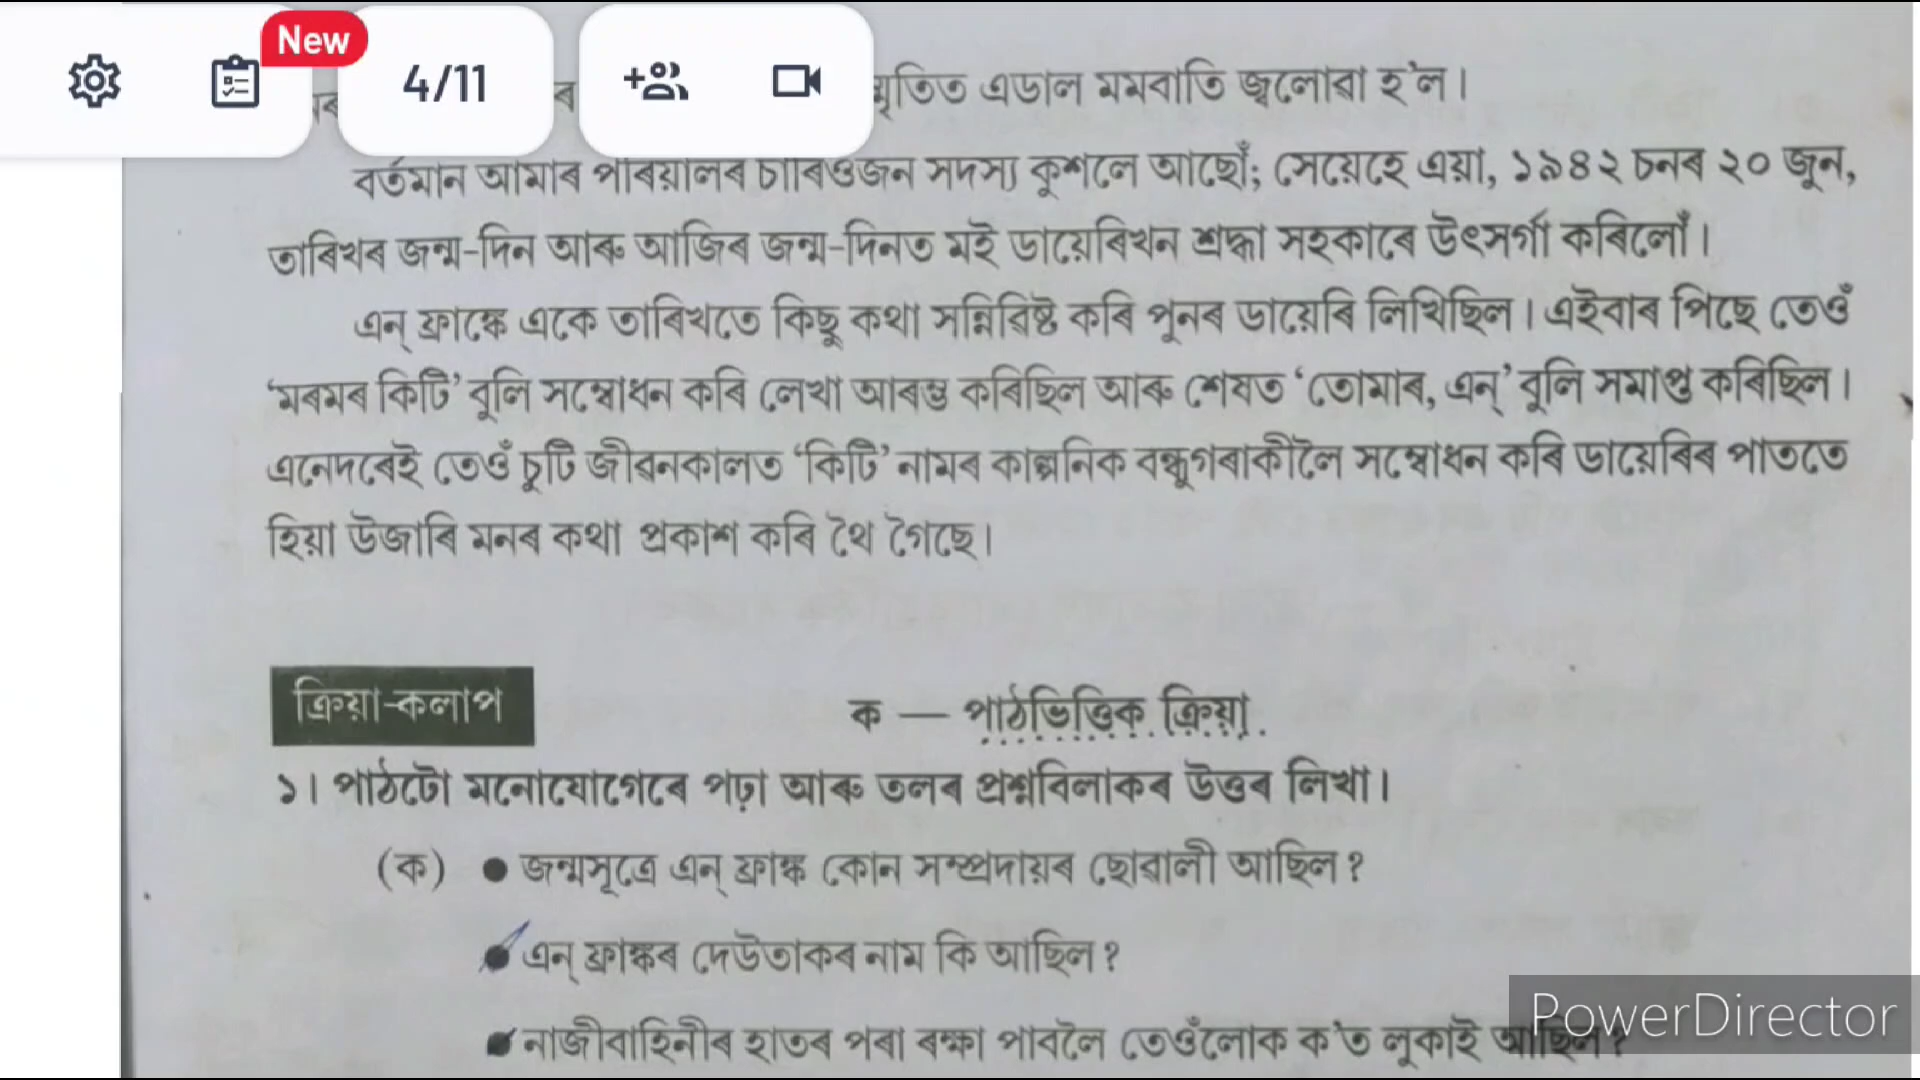 New
4/11
এডাল মমবাতি জ্বলোৱা হ'ল।
বৰ্তমান আমাৰ পৰিয়ালৰ চাৰিওজন সদস্য কুশলে আছোঁ; সেয়েহে এয়া, ১৯৪২ চনৰ ২০ জুন,
তাৰিখৰ জন্ম-দিন আৰু আজিৰ জন্ম-দিনত মই ডায়েৰিখন শ্ৰদ্ধা সহকাৰে উৎসৰ্গা কৰিলোঁ।
এন্ ফ্ৰাঙ্কে একে তাৰিখতে কিছু কথা সন্নিৱিষ্ট কৰি পুনৰ ডায়েৰি লিখিছিল। এইবাৰ পিছে তেওঁ
‘মৰমৰ কিটি’ বুলি সম্বোধন কৰি লেখা আৰম্ভ কৰিছিল আৰু শেষত ‘তোমাৰ, এন্’ বুলি সমাপ্ত কৰিছিল।
এনেদৰেই তেওঁ চুটি জীৱনকালত ‘কিটি’ নামৰ কাল্পনিক বন্ধুগৰাকীলৈ সম্বোধন কৰি ডায়েৰিৰ পাততে
হিয়া উজাৰি মনৰ কথা প্ৰকাশ কৰি থৈ গৈছে।
ক্ৰিয়া-কলাপ
ক — পাঠভিত্তিক ক্ৰিয়া
১। পাঠটো মনোযোগেৰে পঢ়া আৰু তলৰ প্ৰশ্নবিলাকৰ উত্তৰ লিখা।
(ক) ● জন্মসূত্ৰে এন্ ফ্ৰাঙ্ক কোন সম্প্ৰদায়ৰ ছোৱালী আছিল?
● এন্ ফ্ৰাঙ্কৰ দেউতাকৰ নাম কি আছিল?
● নাজীবাহিনীৰ হাতৰ পৰা ৰক্ষা পাবলৈ তেওঁলোক ক'ত লুকাই আছিল?
PowerDirector